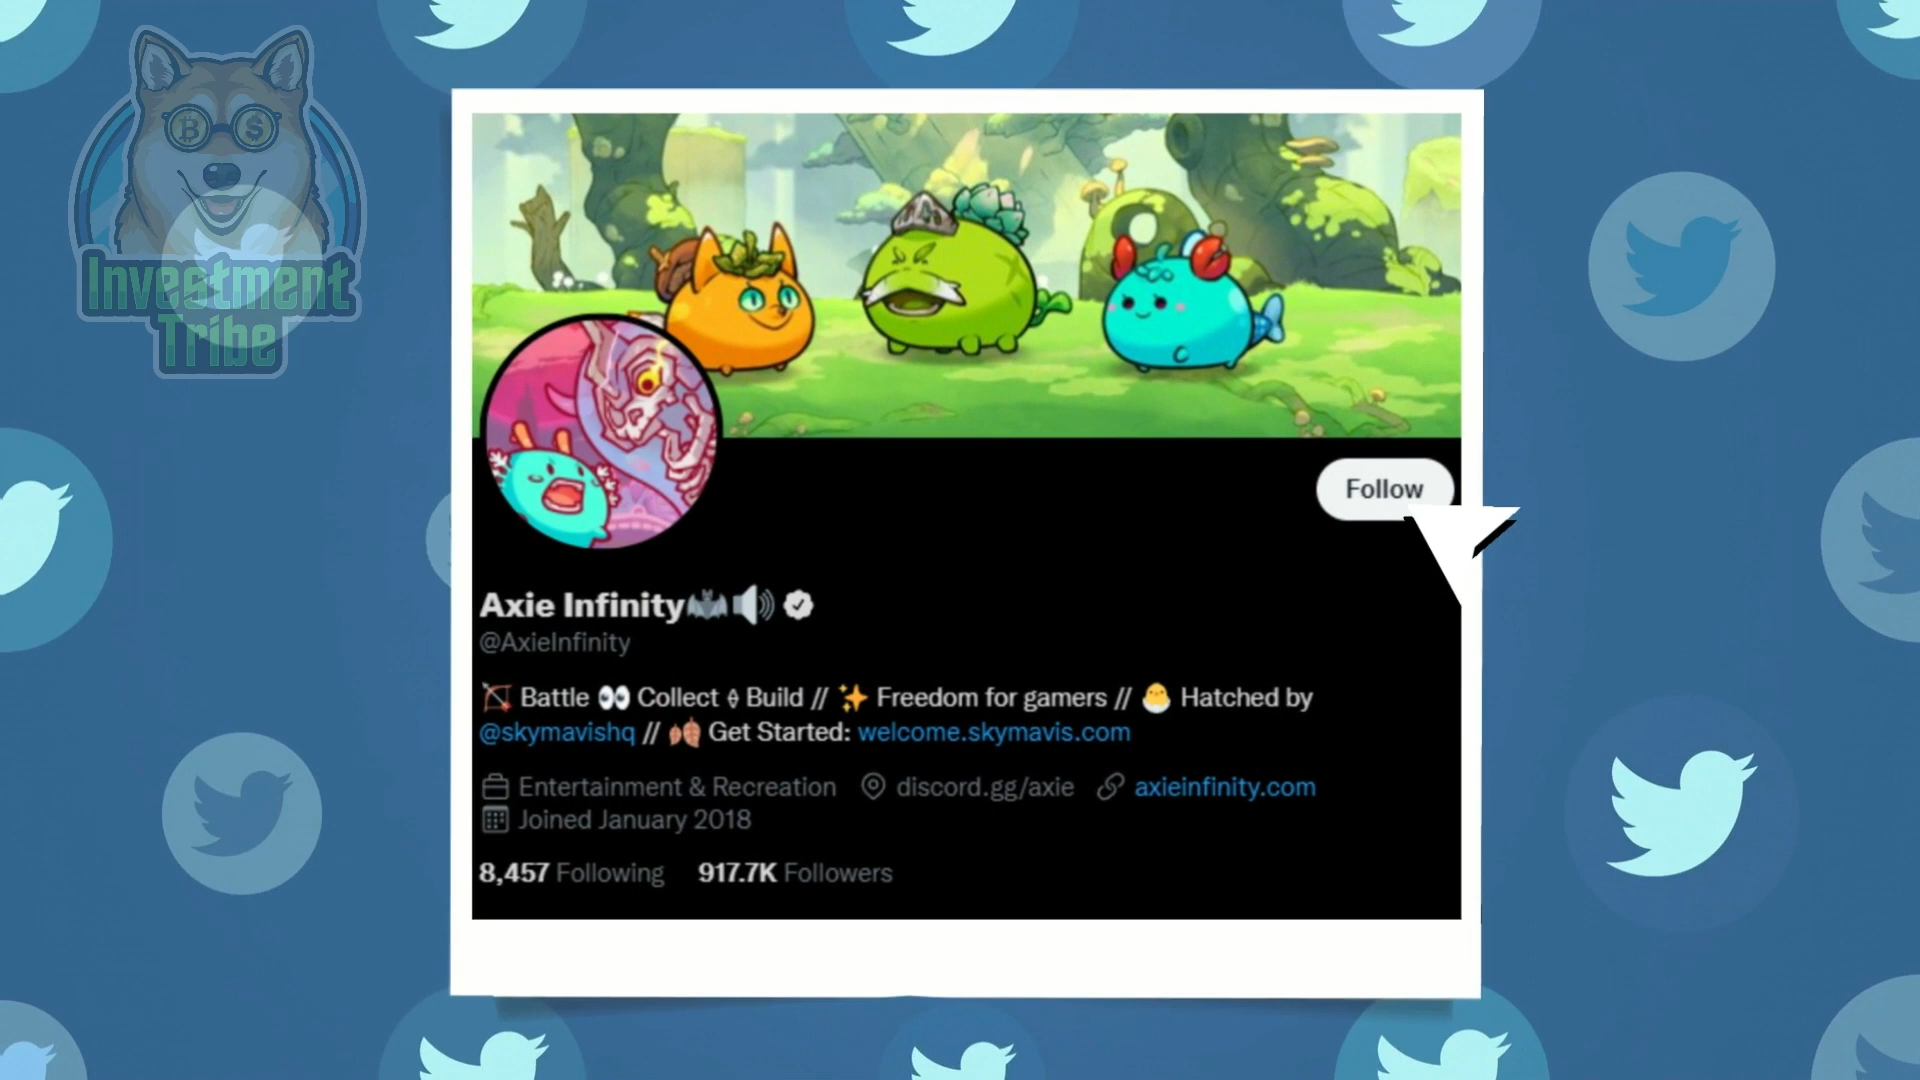 Investment
Tribe
Follow
Axie Infinity
@AxieInfinity
Battle Collect Build // Freedom for gamers // Hatched by
@skymavishq // Get Started: welcome.skymavis.com
Entertainment & Recreation discord.gg/axie axieinfinity.com
Joined January 2018
8,457 Following 917.7K Followers